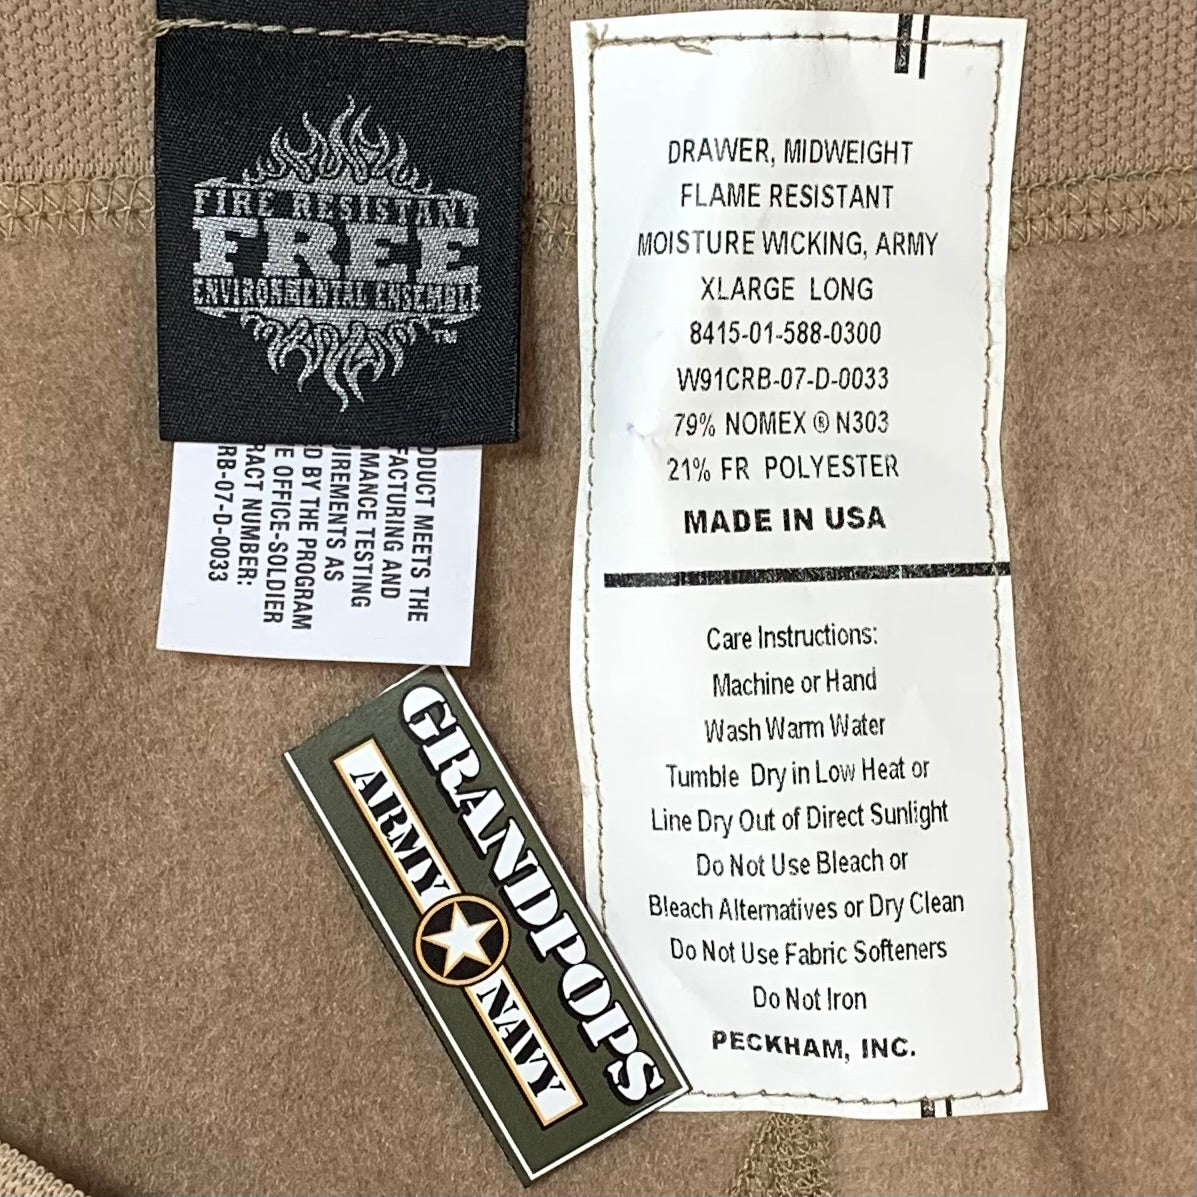 FIRE RESISTANT
FREE
ENVIRONMENTAL ENSEMBLE
TM
ODUCT MEETS THE
FACTURING AND
MANCE TESTING
IREMENTS AS
D BY THE PROGRAM
E OFFICE-SOLDIER
RACT NUMBER:
RB-07-D-0033
GRANDPOPS
ARMY NAVY
DRAWER, MIDWEIGHT
FLAME RESISTANT
MOISTURE WICKING, ARMY
XLARGE LONG
8415-01-588-0300
W91CRB-07-D-0033
79% NOMEX ® N303
21% FR POLYESTER
MADE IN USA
Care Instructions:
Machine or Hand
Wash Warm Water
Tumble Dry in Low Heat or
Line Dry Out of Direct Sunlight
Do Not Use Bleach or
Bleach Alternatives or Dry Clean
Do Not Use Fabric Softeners
Do Not Iron
PECKHAM, INC.